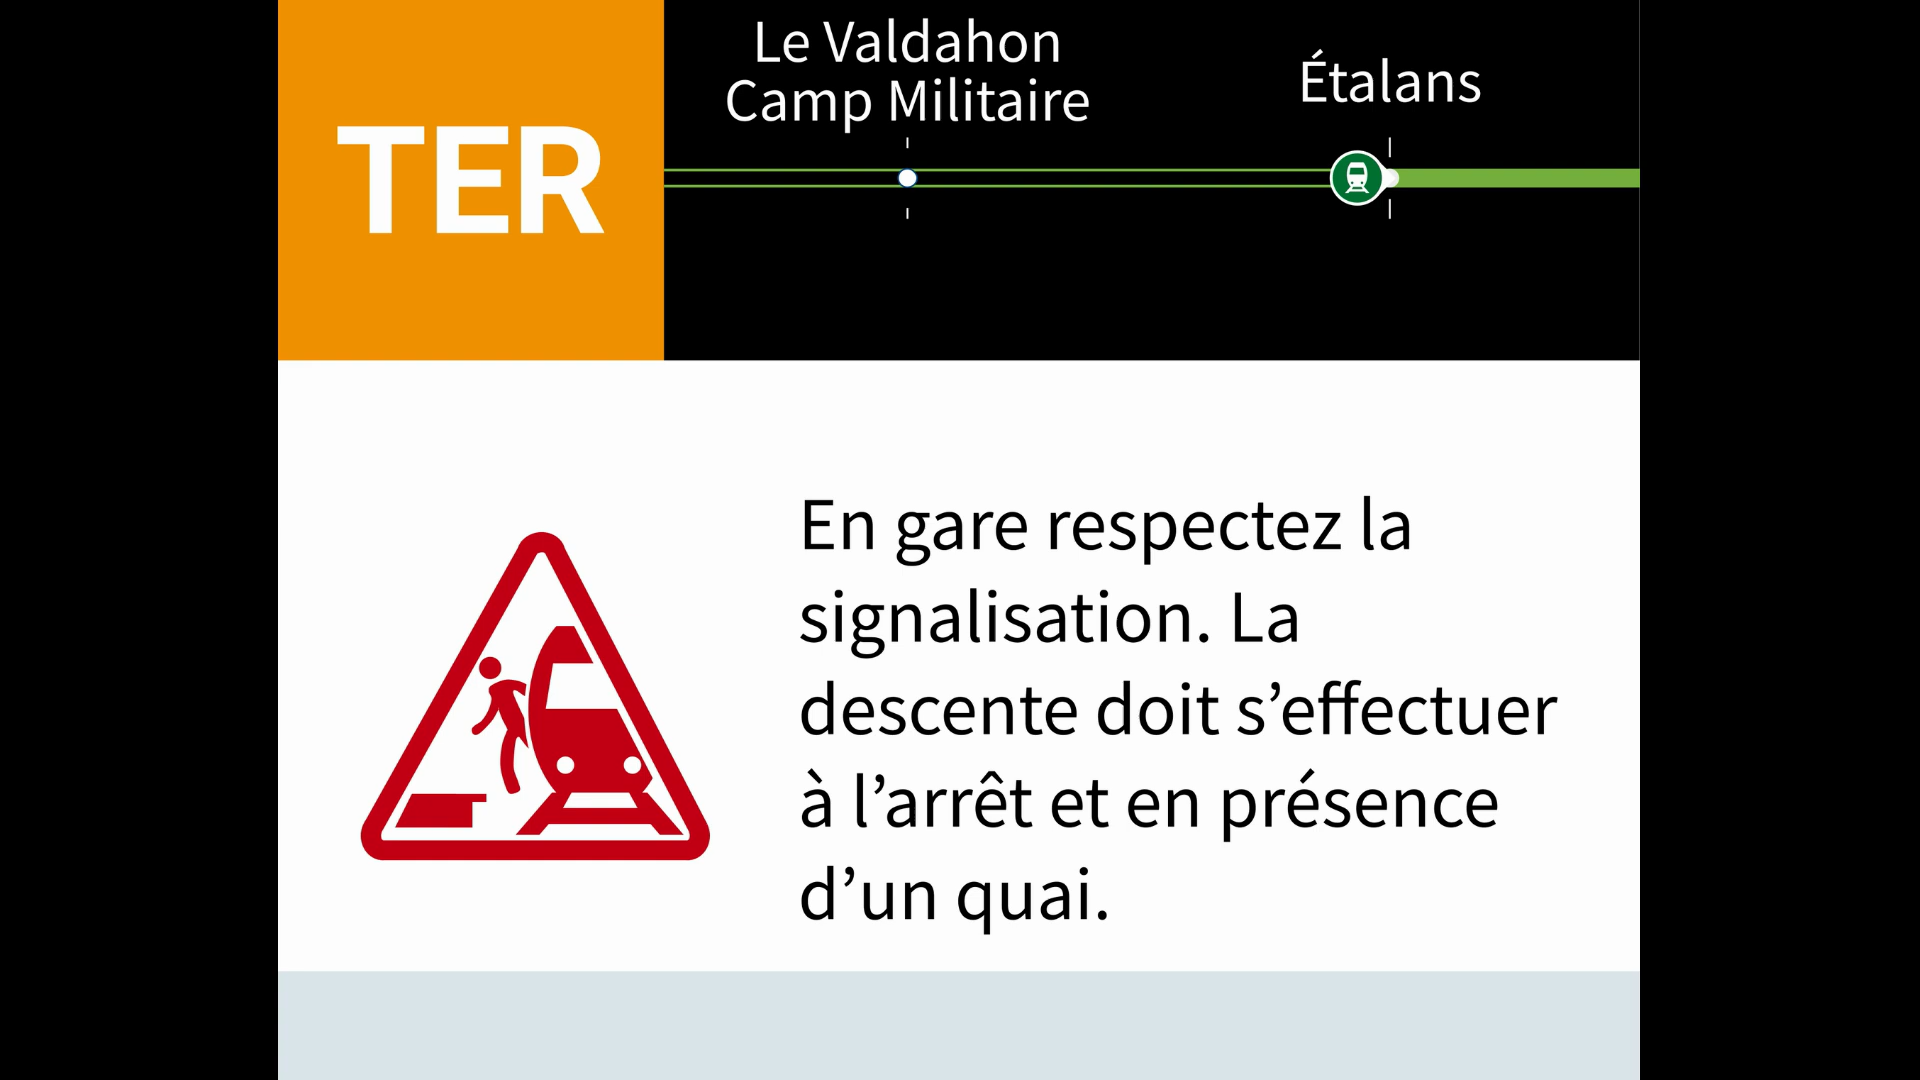 TER
Le Valdahon
Camp Militaire
Étalans
En gare respectez la
signalisation. La
descente doit s’effectuer
à l’arrêt et en présence
d’un quai.